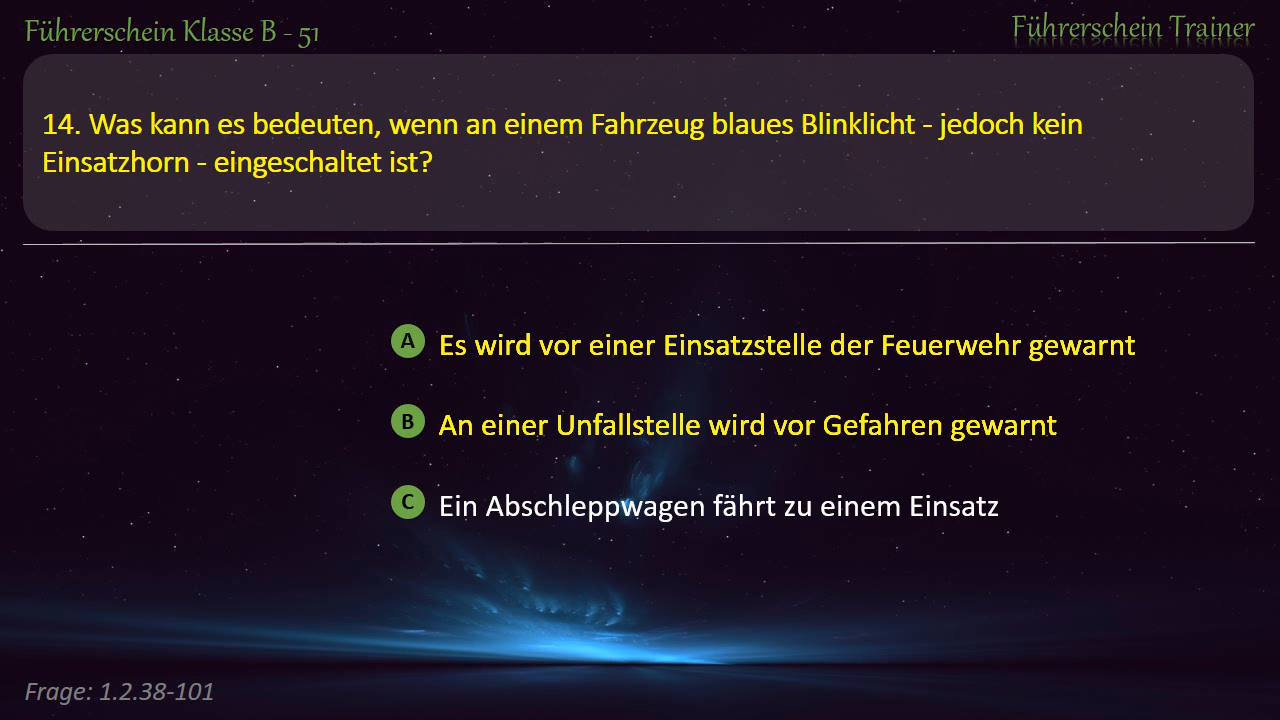 Führerschein Klasse B - 51
Führerschein Trainer
14. Was kann es bedeuten, wenn an einem Fahrzeug blaues Blinklicht - jedoch kein
Einsatzhorn - eingeschaltet ist?
A Es wird vor einer Einsatzstelle der Feuerwehr gewarnt
B An einer Unfallstelle wird vor Gefahren gewarnt
C Ein Abschleppwagen fährt zu einem Einsatz
Frage: 1.2.38-101